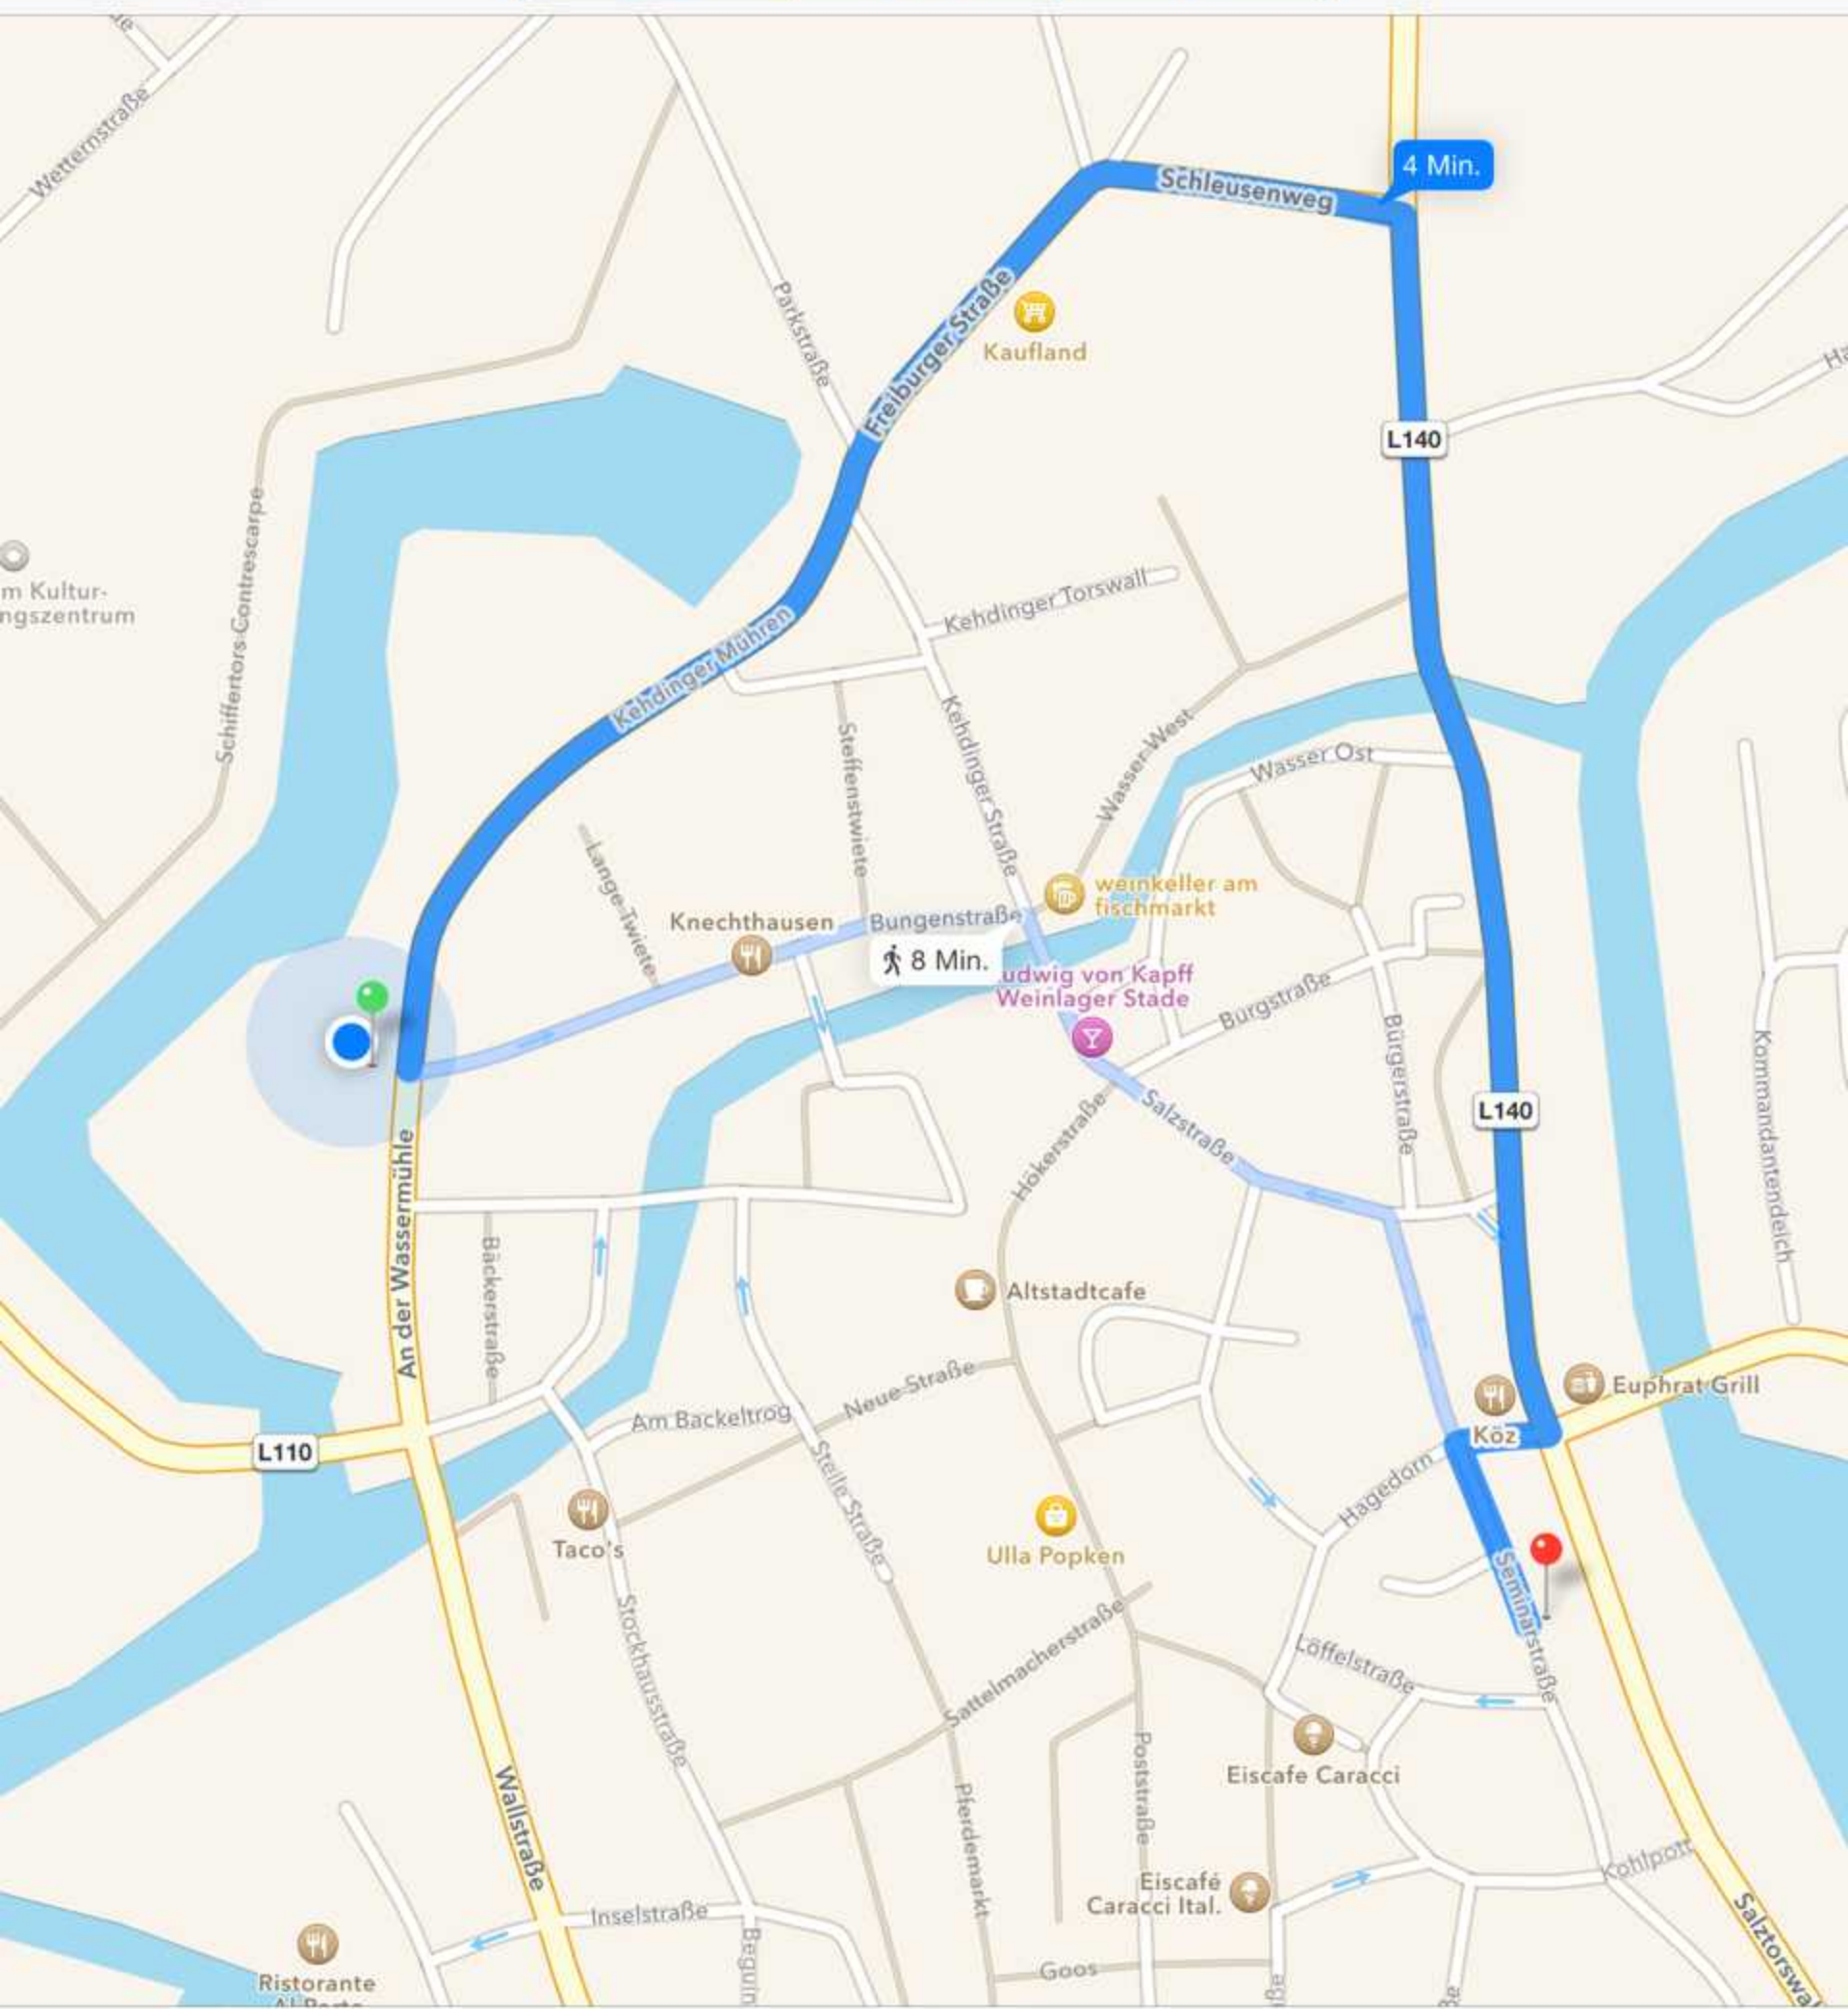 Wetternstraße
4 Min.
Schleusenweg
Freiburger Straße
Kaufland
Parkstraße
L140
m Kultur-
ngszentrum
Schiffertors-Contrescarpe
Kehdinger Torswall
Kehdinger Mühren
Kehdinger Straße
Steffenstwiete
Wasser West
Wasser Ost
Lange Twiete
Knechthausen
Bungenstraße
weinkeller am
fischmarkt
8 Min.
udwig von Kapff
Weinlager Stade
Burgstraße
Bürgerstraße
Kommandantendeich
L140
Salzstraße
Hökerstraße
An der Wassermühle
Bäckerstraße
Altstadtcafe
Neue Straße
Am Backeltrog
Euphrat Grill
Köz
L110
Hagedorn
Steile Straße
Taco's
Ulla Popken
Seminarstraße
Stockhausstraße
Sattelmacherstraße
Löffelstraße
Eiscafe Caracci
Poststraße
Pferdemarkt
Wallstraße
Kohlpott
Eiscafé
Caracci Ital.
Inselstraße
Beguin
Goos
Salztorswa
Ristorante